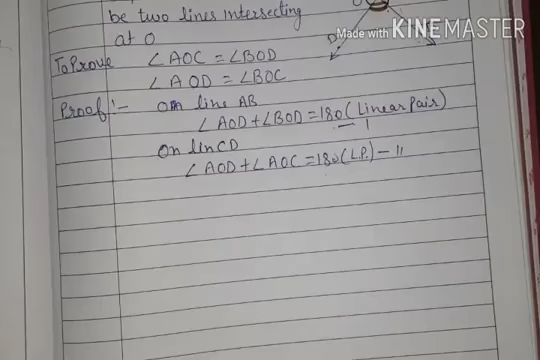 be two lines intersecting
at O
To Prove ∠AOC = ∠BOD
∠AOD = ∠BOC
Proof :- On line AB
∠AOD + ∠BOD = 180 (Linear Pair)
— I
On lin CD
∠AOD + ∠AOC = 180 (L.P.) — II
O
D
Made with KINEMASTER